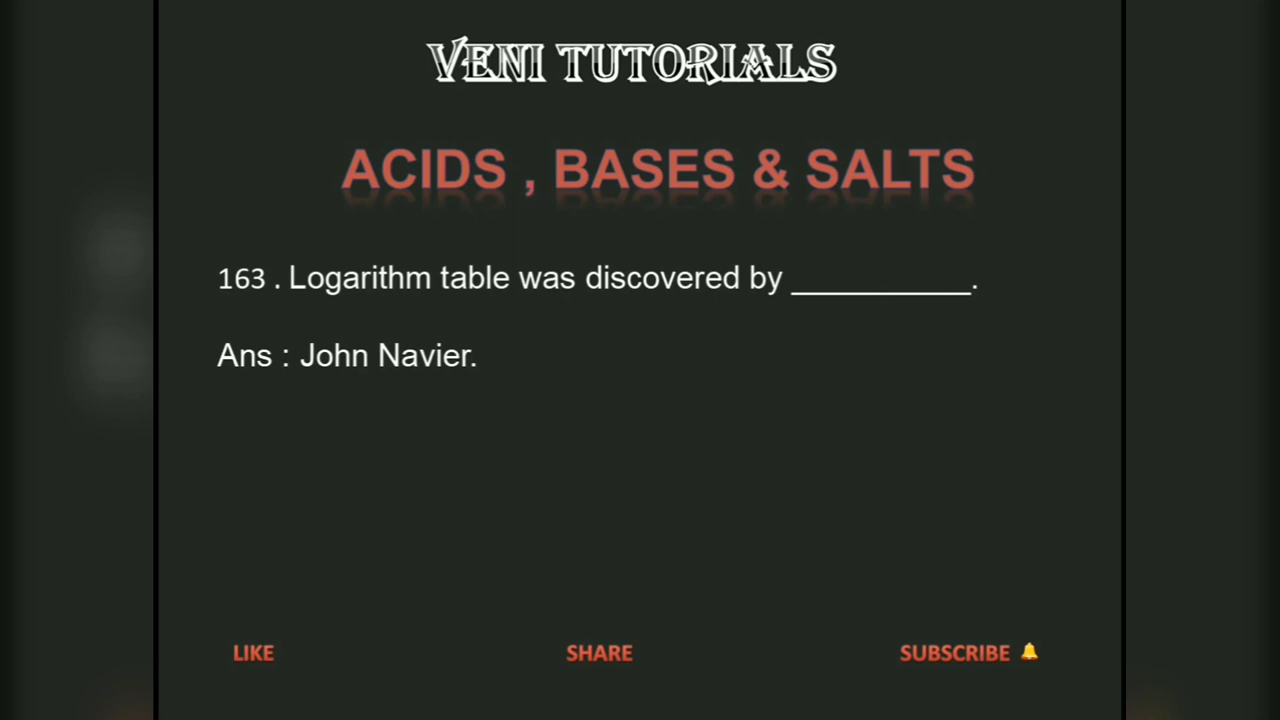 VENI TUTORIALS
ACIDS , BASES & SALTS
163 . Logarithm table was discovered by ___________.
Ans : John Navier.
LIKE SHARE SUBSCRIBE 🔔